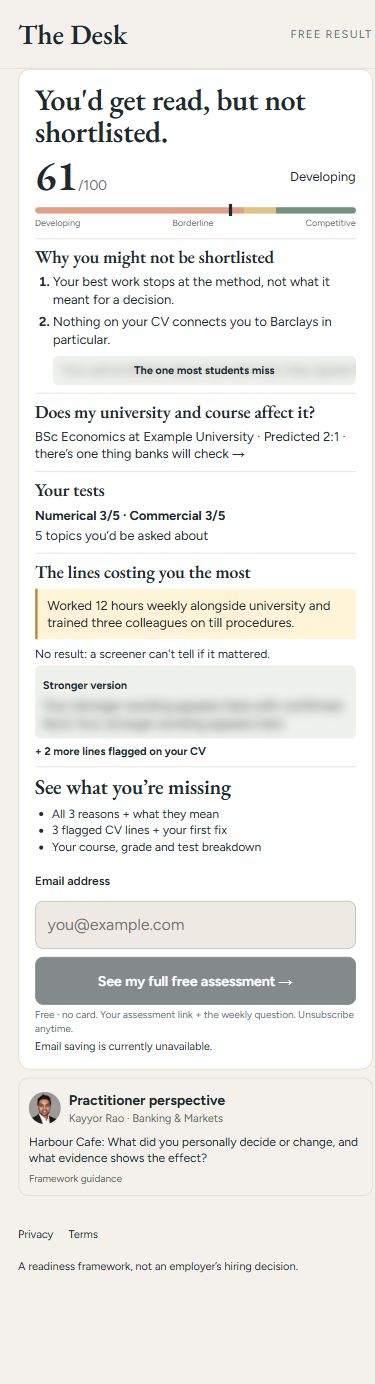 The Desk
FREE RESULT
You'd get read, but not
shortlisted.
61/100
Developing
Developing
Borderline
Competitive
Why you might not be shortlisted
1. Your best work stops at the method, not what it
meant for a decision.
2. Nothing on your CV connects you to Barclays in
particular.
The one most students miss
Does my university and course affect it?
BSc Economics at Example University · Predicted 2:1 ·
there's one thing banks will check →
Your tests
Numerical 3/5 · Commercial 3/5
5 topics you'd be asked about
The lines costing you the most
Worked 12 hours weekly alongside university and
trained three colleagues on till procedures.
No result: a screener can't tell if it mattered.
Stronger version
+ 2 more lines flagged on your CV
See what you're missing
• All 3 reasons + what they mean
• 3 flagged CV lines + your first fix
• Your course, grade and test breakdown
Email address
you@example.com
See my full free assessment →
Free · no card. Your assessment link + the weekly question. Unsubscribe
anytime.
Email saving is currently unavailable.
Practitioner perspective
Kayyor Rao · Banking & Markets
Harbour Cafe: What did you personally decide or change, and
what evidence shows the effect?
Framework guidance
Privacy
Terms
A readiness framework, not an employer's hiring decision.